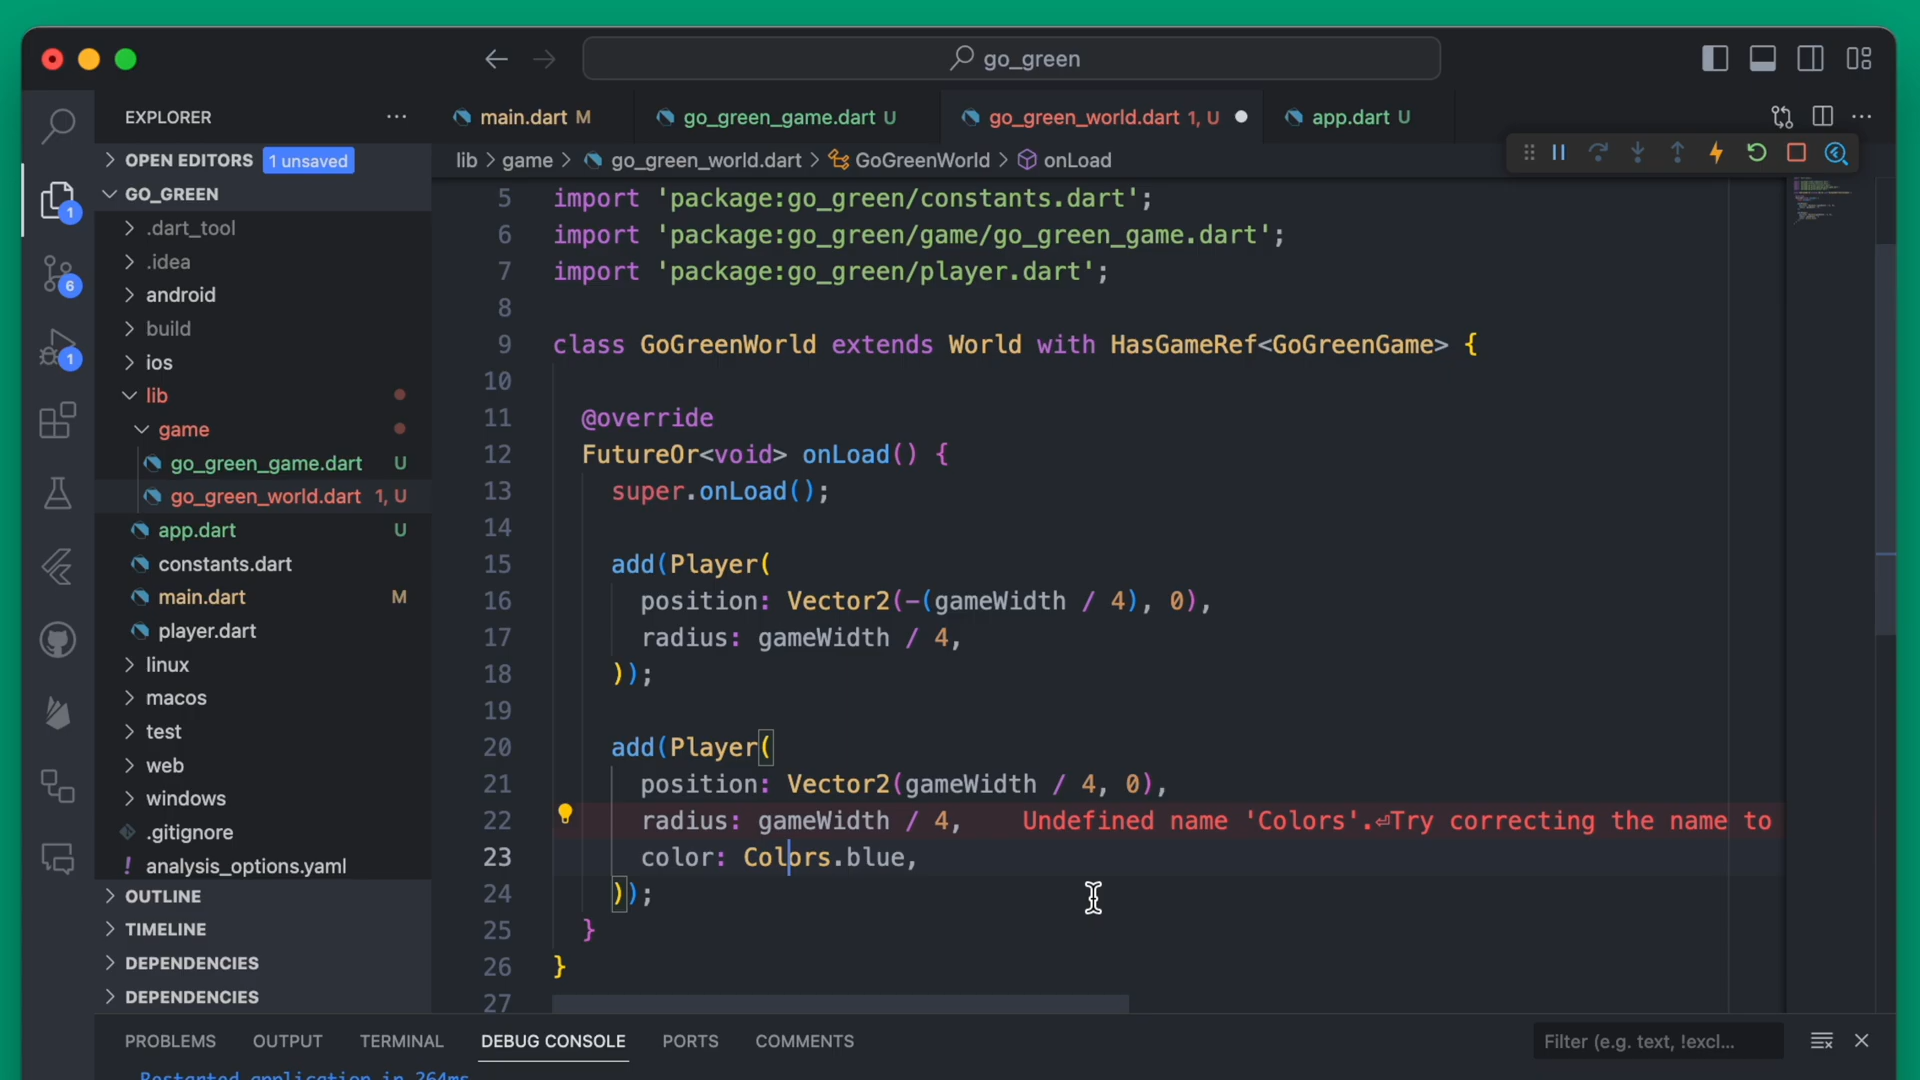 go_green
EXPLORER
main.dart M
go_green_game.dart U
go_green_world.dart 1, U
app.dart U
OPEN EDITORS 1 unsaved
lib > game > go_green_world.dart > GoGreenWorld > onLoad
GO_GREEN
.dart_tool
.idea
android
build
ios
lib
game
go_green_game.dart U
go_green_world.dart 1, U
app.dart U
constants.dart
main.dart M
player.dart
linux
macos
test
web
windows
.gitignore
! analysis_options.yaml
OUTLINE
TIMELINE
DEPENDENCIES
DEPENDENCIES
1
6
1
5 import 'package:go_green/constants.dart';
6 import 'package:go_green/game/go_green_game.dart';
7 import 'package:go_green/player.dart';
8
9 class GoGreenWorld extends World with HasGameRef<GoGreenGame> {
10
11 @override
12 FutureOr<void> onLoad() {
13 super.onLoad();
14
15 add(Player(
16 position: Vector2(-(gameWidth / 4), 0),
17 radius: gameWidth / 4,
18 ));
19
20 add(Player(
21 position: Vector2(gameWidth / 4, 0),
22 radius: gameWidth / 4, Undefined name 'Colors'.⏎Try correcting the name to
23 color: Colors.blue,
24 ));
25 }
26 }
27
PROBLEMS OUTPUT TERMINAL DEBUG CONSOLE PORTS COMMENTS
Filter (e.g. text, !excl...
Restarted application in 264ms